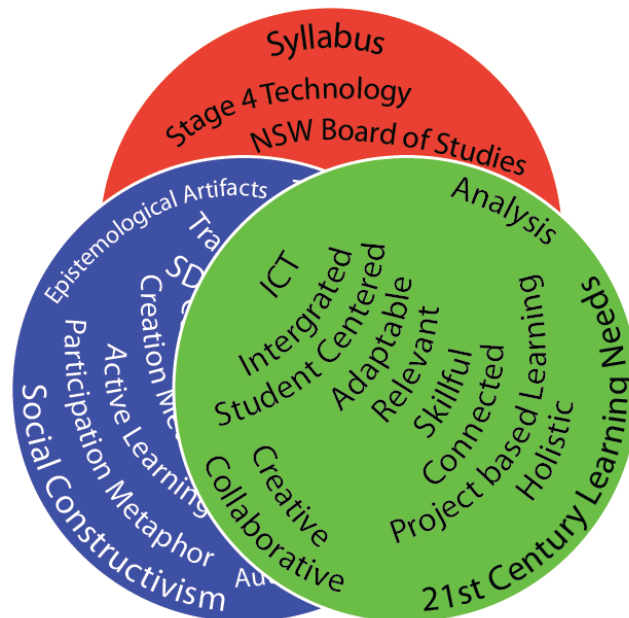 Syllabus
Stage 4 Technology
NSW Board of Studies
Epistemological Artifacts
Creation
Active Learning
Participation Metaphor
Social Constructivism
Analysis
ICT
Intergrated
Student Centered
Adaptable
Relevant
Skillful
Connected
Project based Learning
Holistic
Creative
Collaborative
21st Century Learning Needs